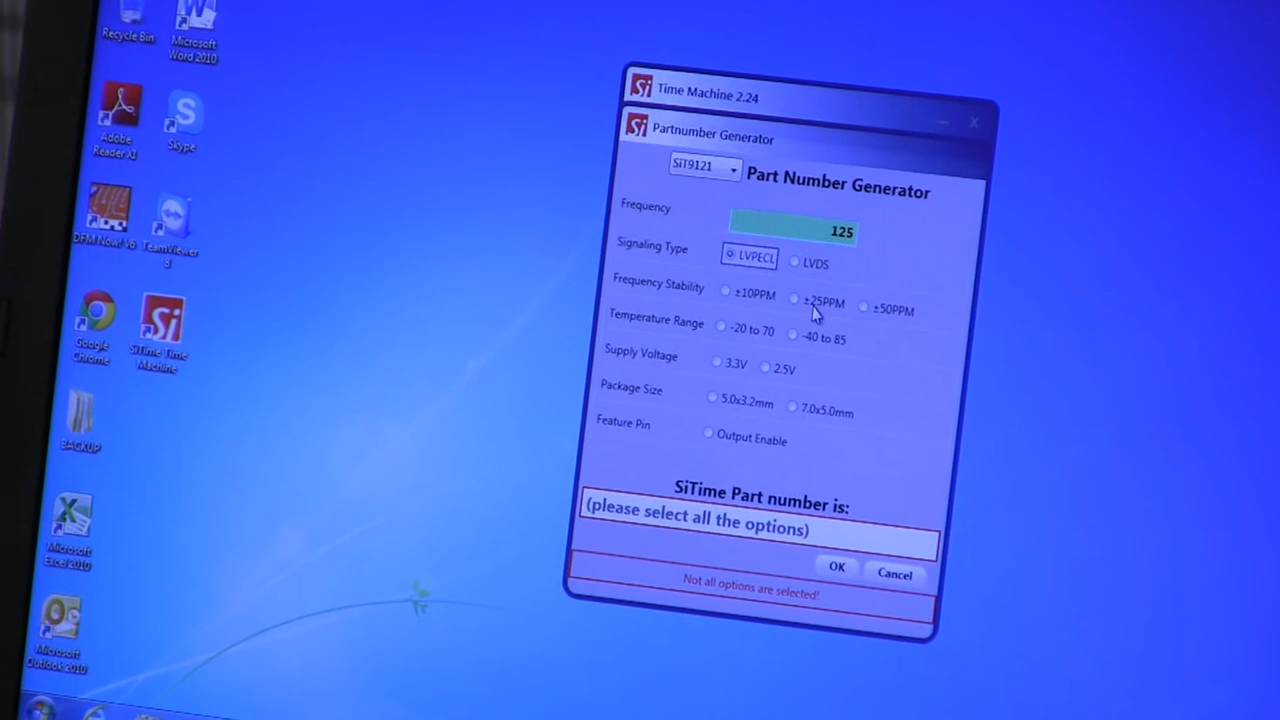 Recycle Bin
Microsoft
Word 2010
Adobe
Reader XI
S
Skype
DFM Now! V6
TeamViewer
8
Google
Chrome
Si
SiTime Time
Machine
BACKUP
Microsoft
Excel 2010
Microsoft
Outlook 2010
Si Time Machine 2.24
Si Partnumber Generator
SiT9121 Part Number Generator
Frequency 125
Signaling Type LVPECL LVDS
Frequency Stability ±10PPM ±25PPM ±50PPM
Temperature Range -20 to 70 -40 to 85
Supply Voltage 3.3V 2.5V
Package Size 5.0x3.2mm 7.0x5.0mm
Feature Pin Output Enable
SiTime Part number is:
(please select all the options)
OK Cancel
Not all options are selected!